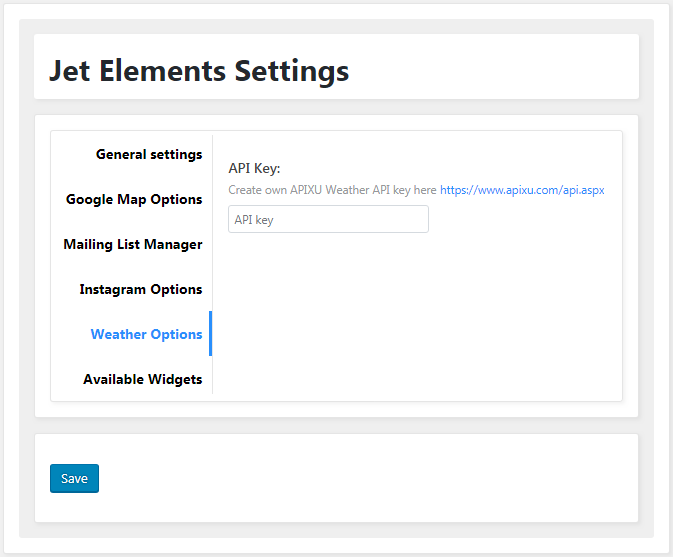 Jet Elements Settings
General settings
Google Map Options
Mailing List Manager
Instagram Options
Weather Options
Available Widgets
API Key:
Create own APIXU Weather API key here https://www.apixu.com/api.aspx
API key
Save